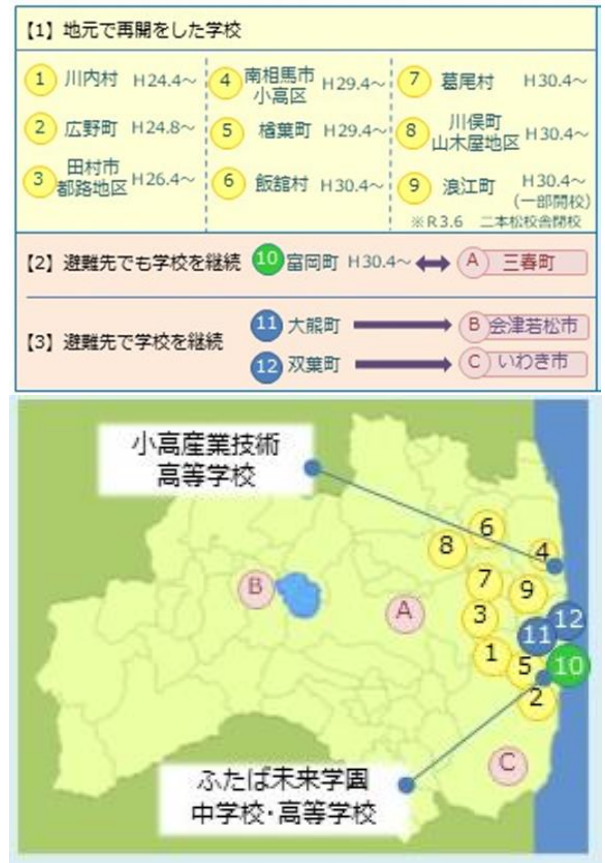 【1】地元で再開をした学校
1 川内村 H24.4～
2 広野町 H24.8～
3 田村市
都路地区 H26.4～
4 南相馬市
小高区 H29.4～
5 楢葉町 H29.4～
6 飯舘村 H30.4～
7 葛尾村 H30.4～
8 川俣町
山木屋地区 H30.4～
9 浪江町 H30.4～
(一部開校)
※R3.6 二本松校舎閉校
【2】避難先でも学校を継続 10 富岡町 H30.4～ A 三春町
【3】避難先で学校を継続
11 大熊町 B 会津若松市
12 双葉町 C いわき市
小高産業技術
高等学校
6
8
4
B
7
9
A
3
12
11
1
5
10
2
C
ふたば未来学園
中学校・高等学校